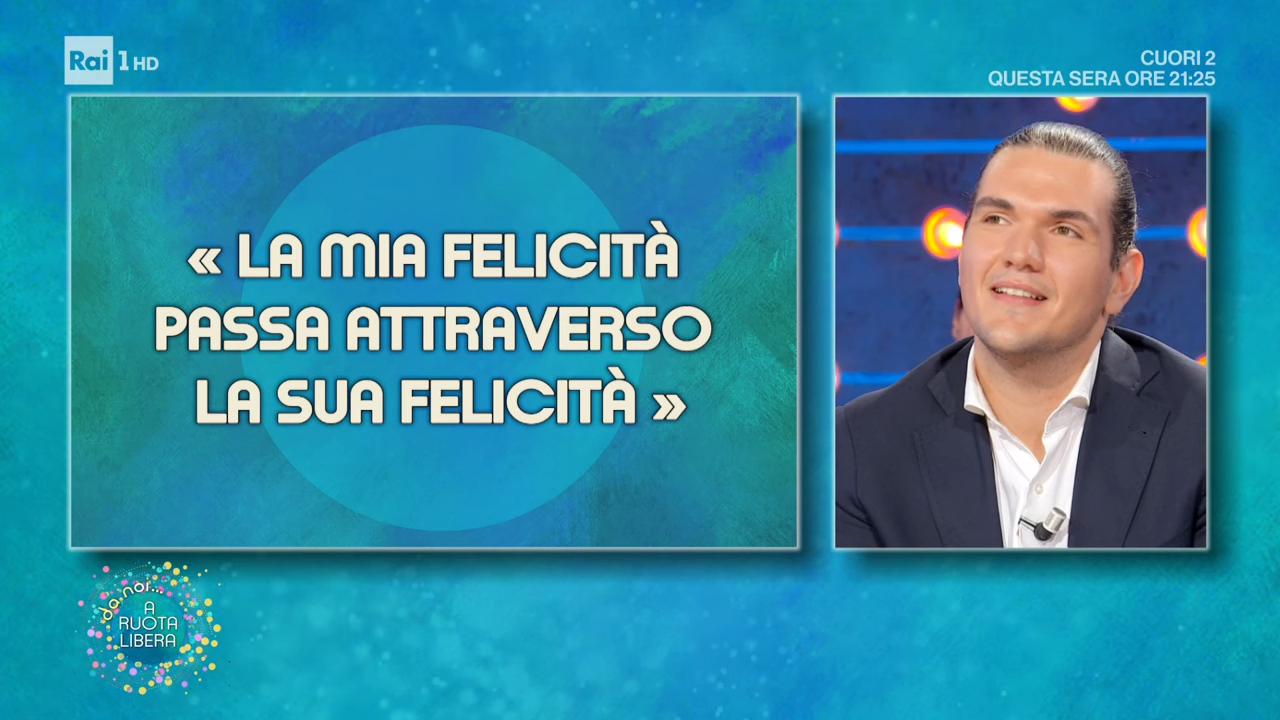 Rai 1 HD
CUORI 2
QUESTA SERA ORE 21:25
« LA MIA FELICITÀ
PASSA ATTRAVERSO
LA SUA FELICITÀ »
da noi...
A
RUOTA
LIBERA